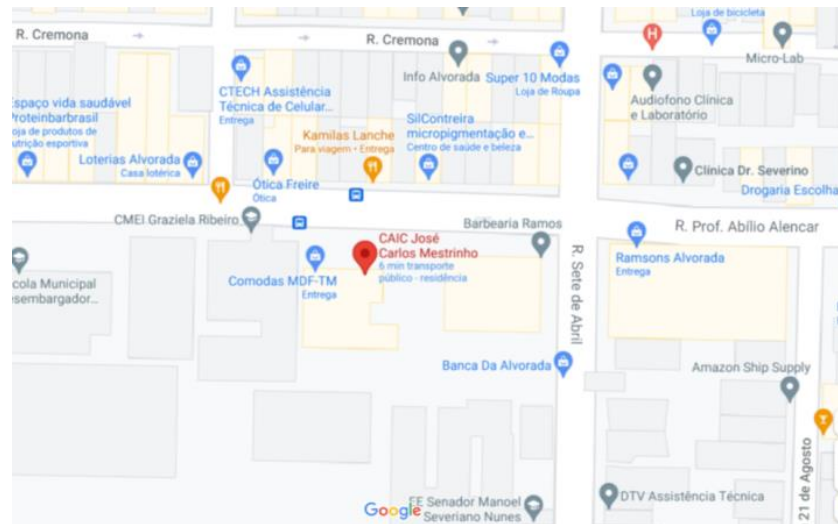 R. Cremona
R. Cremona
Loja de bicicleta
Info Alvorada
Micro-Lab
CTECH Assistência
Técnica de Celular...
Entrega
Super 10 Modas
Loja de Roupa
Audiofono Clínica
e Laboratório
Espaço vida saudável
Proteinbarbrasil
oja de produtos de
utrição esportiva
Kamilas Lanche
Para viagem • Entrega
SilContreira
micropigmentação e...
Centro de saúde e beleza
Loterias Alvorada
Casa lotérica
Ótica Freire
Ótica
Clínica Dr. Severino
Drogaria Escolha
CMEI Graziela Ribeiro
Barbearia Ramos
R. Prof. Abílio Alencar
CAIC José
Carlos Mestrinho
6 min transporte
público - residência
R. Sete de Abril
Ramsons Alvorada
Entrega
cola Municipal
esembargador...
Comodas MDF-TM
Entrega
Banca Da Alvorada
Amazon Ship Supply
21 de Agosto
DTV Assistência Técnica
Google
EE Senador Manoel
Severiano Nunes
H